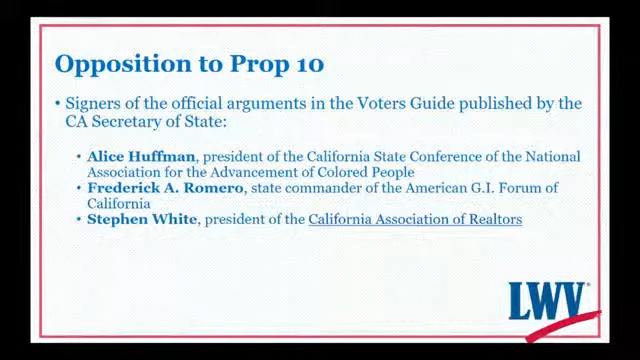 Opposition to Prop 10
• Signers of the official arguments in the Voters Guide published by the
CA Secretary of State:
• Alice Huffman, president of the California State Conference of the National
Association for the Advancement of Colored People
• Frederick A. Romero, state commander of the American G.I. Forum of
California
• Stephen White, president of the California Association of Realtors
LWV®